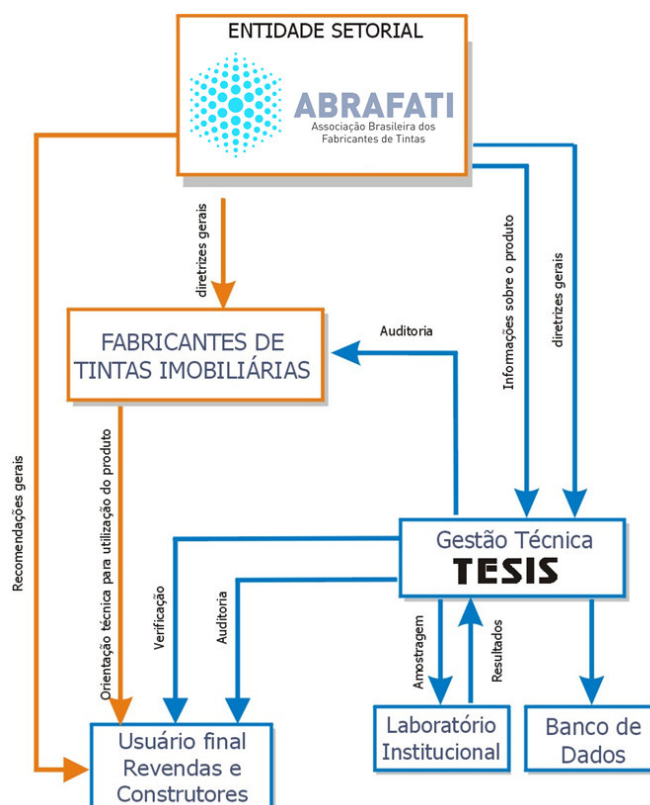 ENTIDADE SETORIAL
ABRAFATI
Associação Brasileira dos
Fabricantes de Tintas
diretrizes gerais
Informações sobre o produto
diretrizes gerais
FABRICANTES DE
TINTAS IMOBILIÁRIAS
Auditoria
Recomendações gerais
Orientação técnica para utilização do produto
Gestão Técnica
TESIS
Verificação
Auditoria
Amostragem
Resultados
Usuário final
Revendas e
Construtores
Laboratório
Institucional
Banco de
Dados